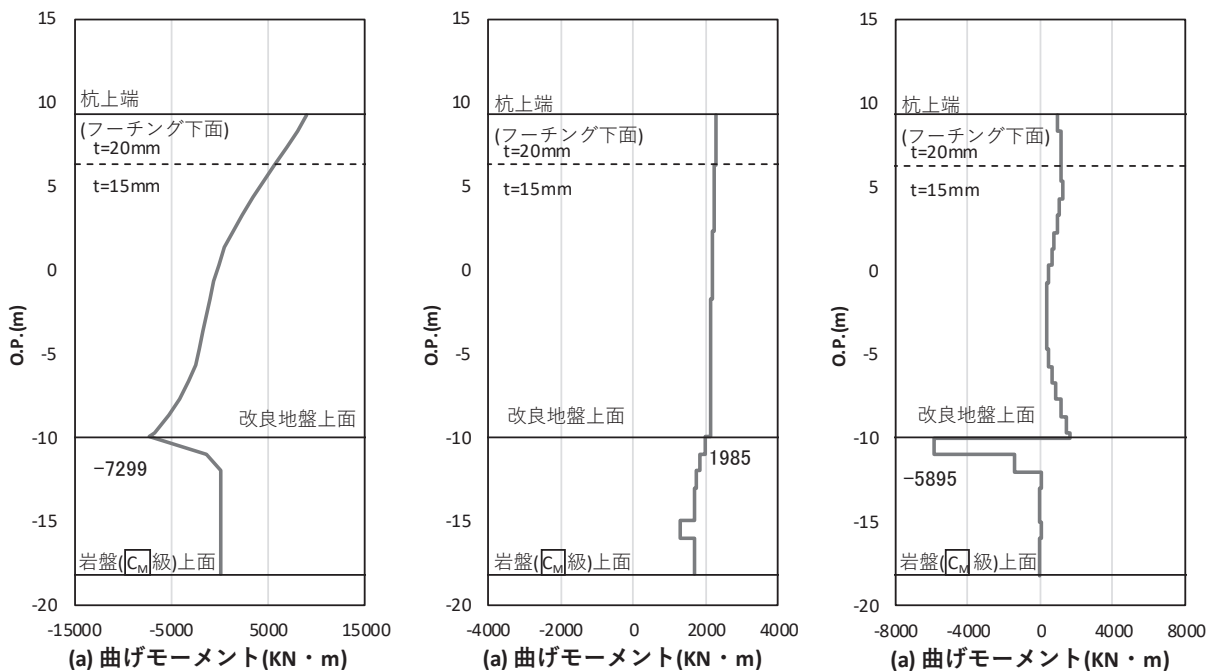 15
10
5
0
-5
-10
-15
-20
O.P.(m)
杭上端
(フーチング下面)
t=20mm
t=15mm
改良地盤上面
−7299
岩盤(CM級)上面
-15000 -5000 5000 15000
(a) 曲げモーメント(KN・m)
15
10
5
0
-5
-10
-15
-20
O.P.(m)
杭上端
(フーチング下面)
t=20mm
t=15mm
改良地盤上面
1985
岩盤(CM級)上面
-4000 -2000 0 2000 4000
(a) 曲げモーメント(KN・m)
15
10
5
0
-5
-10
-15
-20
O.P.(m)
杭上端
(フーチング下面)
t=20mm
t=15mm
改良地盤上面
−5895
岩盤(CM級)上面
-8000 -4000 0 4000 8000
(a) 曲げモーメント(KN・m)